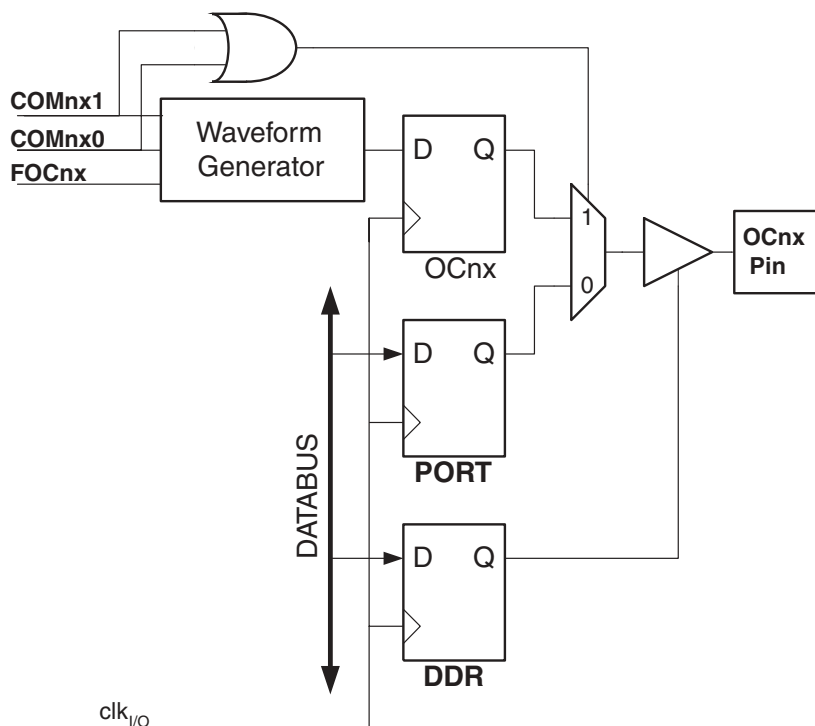 COMnx1
COMnx0
FOCnx
Waveform
Generator
D Q
OCnx
1
0
OCnx
Pin
D Q
PORT
DATABUS
D Q
DDR
clkI/O